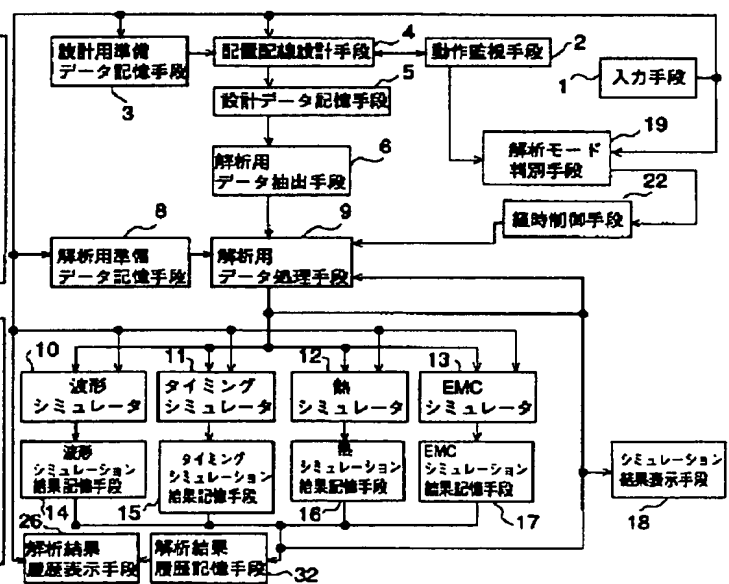 4
設計用準備
データ記憶手段
配置配線設計手段
動作監視手段
2
3
5
1
入力手段
設計データ記憶手段
19
6
解析モード
判別手段
解析用
データ抽出手段
22
8
9
経時制御手段
解析用準備
データ記憶手段
解析用
データ処理手段
10
11
12
13
波形
シミュレータ
タイミング
シミュレータ
熱
シミュレータ
EMC
シミュレータ
波形
シミュレーション
結果記憶手段
タイミング
シミュレーション
結果記憶手段
熱
シミュレーション
結果記憶手段
EMC
シミュレーション
結果記憶手段
シミュレーション
結果表示手段
26
14
15
16
17
18
解析結果
履歴表示手段
解析結果
履歴記憶手段
32